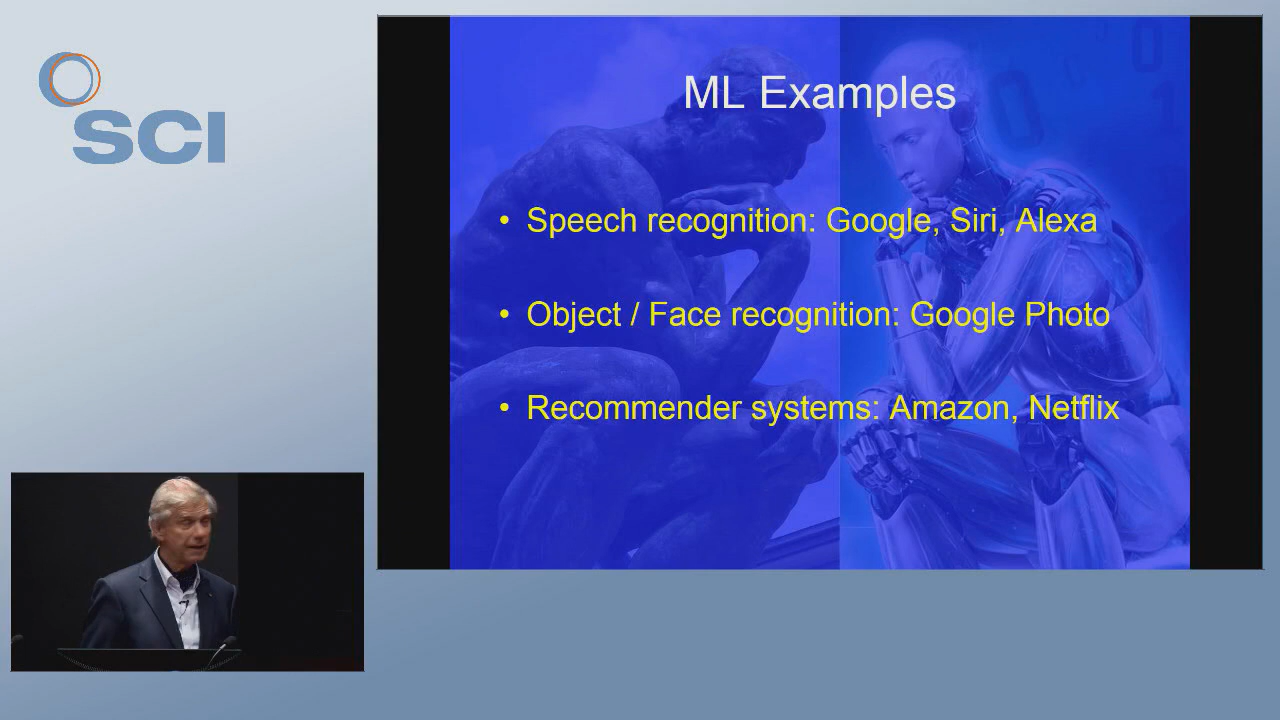 SCI
ML Examples
• Speech recognition: Google, Siri, Alexa
• Object / Face recognition: Google Photo
• Recommender systems: Amazon, Netflix